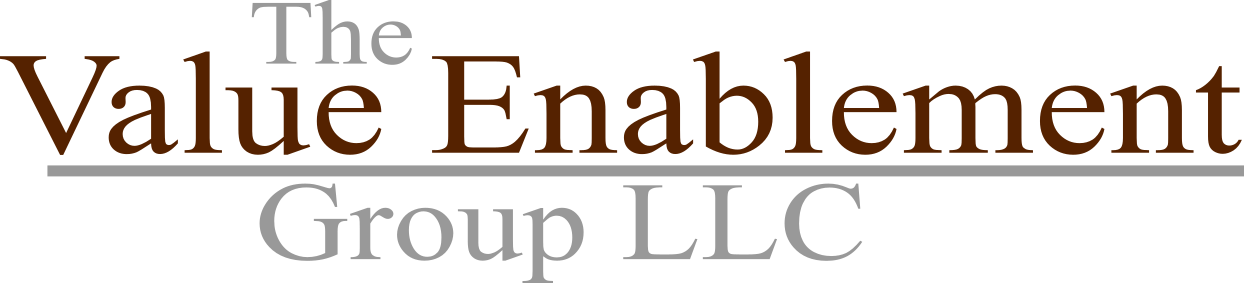 The
Value Enablement
Group LLC